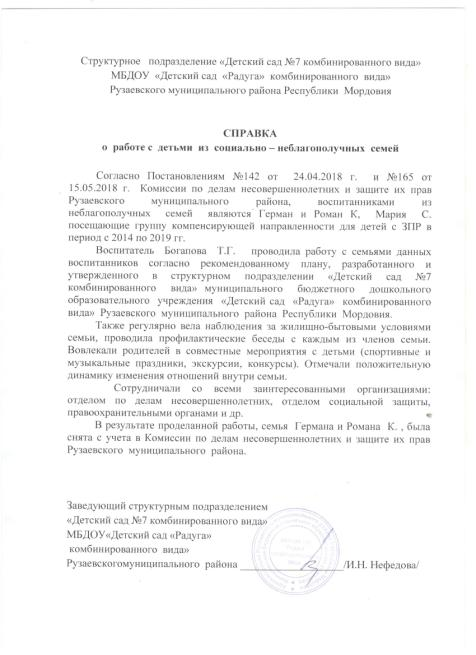 Структурное подразделение «Детский сад №7 комбинированного вида»
МБДОУ «Детский сад «Радуга» комбинированного вида»
Рузаевского муниципального района Республики Мордовия
СПРАВКА
о работе с детьми из социально – неблагополучных семей
Согласно Постановлениям №142 от 24.04.2018 г. и №165 от
15.05.2018 г. Комиссии по делам несовершеннолетних и защите их прав
Рузаевского муниципального района, воспитанниками из
неблагополучных семей являются Герман и Роман К, Мария С.
посещающие группу компенсирующей направленности для детей с ЗПР в
период с 2014 по 2019 гг.
Воспитатель Богапова Т.Г. проводила работу с семьями данных
воспитанников согласно рекомендованному плану, разработанного и
утвержденного в структурном подразделении «Детский сад №7
комбинированного вида» муниципального бюджетного дошкольного
образовательного учреждения «Детский сад «Радуга» комбинированного
вида» Рузаевского муниципального района Республики Мордовия.
Также регулярно вела наблюдения за жилищно-бытовыми условиями
семьи, проводила профилактические беседы с каждым из членов семьи.
Вовлекали родителей в совместные мероприятия с детьми (спортивные и
музыкальные праздники, экскурсии, конкурсы). Отмечали положительную
динамику изменения отношений внутри семьи.
Сотрудничали со всеми заинтересованными организациями:
отделом по делам несовершеннолетних, отделом социальной защиты,
правоохранительными органами и др.
В результате проделанной работы, семья Германа и Романа К. , была
снята с учета в Комиссии по делам несовершеннолетних и защите их прав
Рузаевского муниципального района.
Заведующий структурным подразделением
«Детский сад №7 комбинированного вида»
МБДОУ«Детский сад «Радуга»
комбинированного вида»
Рузаевскогомуниципального района ____________________/И.Н. Нефедова/